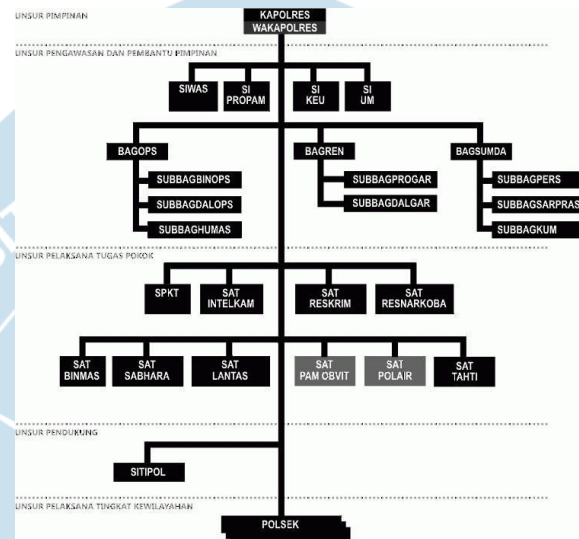 UNSUR PIMPINAN
KAPOLRES
WAKAPOLRES
UNSUR PENGAWASAN DAN PEMBANTU PIMPINAN
SIWAS
SI
PROPAM
SI
KEU
SI
UM
BAGOPS
BAGREN
BAGSUMDA
SUBBAGBINOPS
SUBBAGDALOPS
SUBBAGHUMAS
SUBBAGPROGAR
SUBBAGDALGAR
SUBBAGPERS
SUBBAGSARPRAS
SUBBAGKUM
UNSUR PELAKSANA TUGAS POKOK
SPKT
SAT
INTELKAM
SAT
RESKRIM
SAT
RESNARKOBA
SAT
BINMAS
SAT
SABHARA
SAT
LANTAS
SAT
PAM OBVIT
SAT
POLAIR
SAT
TAHTI
UNSUR PENDUKUNG
SITIPOL
UNSUR PELAKSANA TINGKAT KEWILAYAHAN
POLSEK